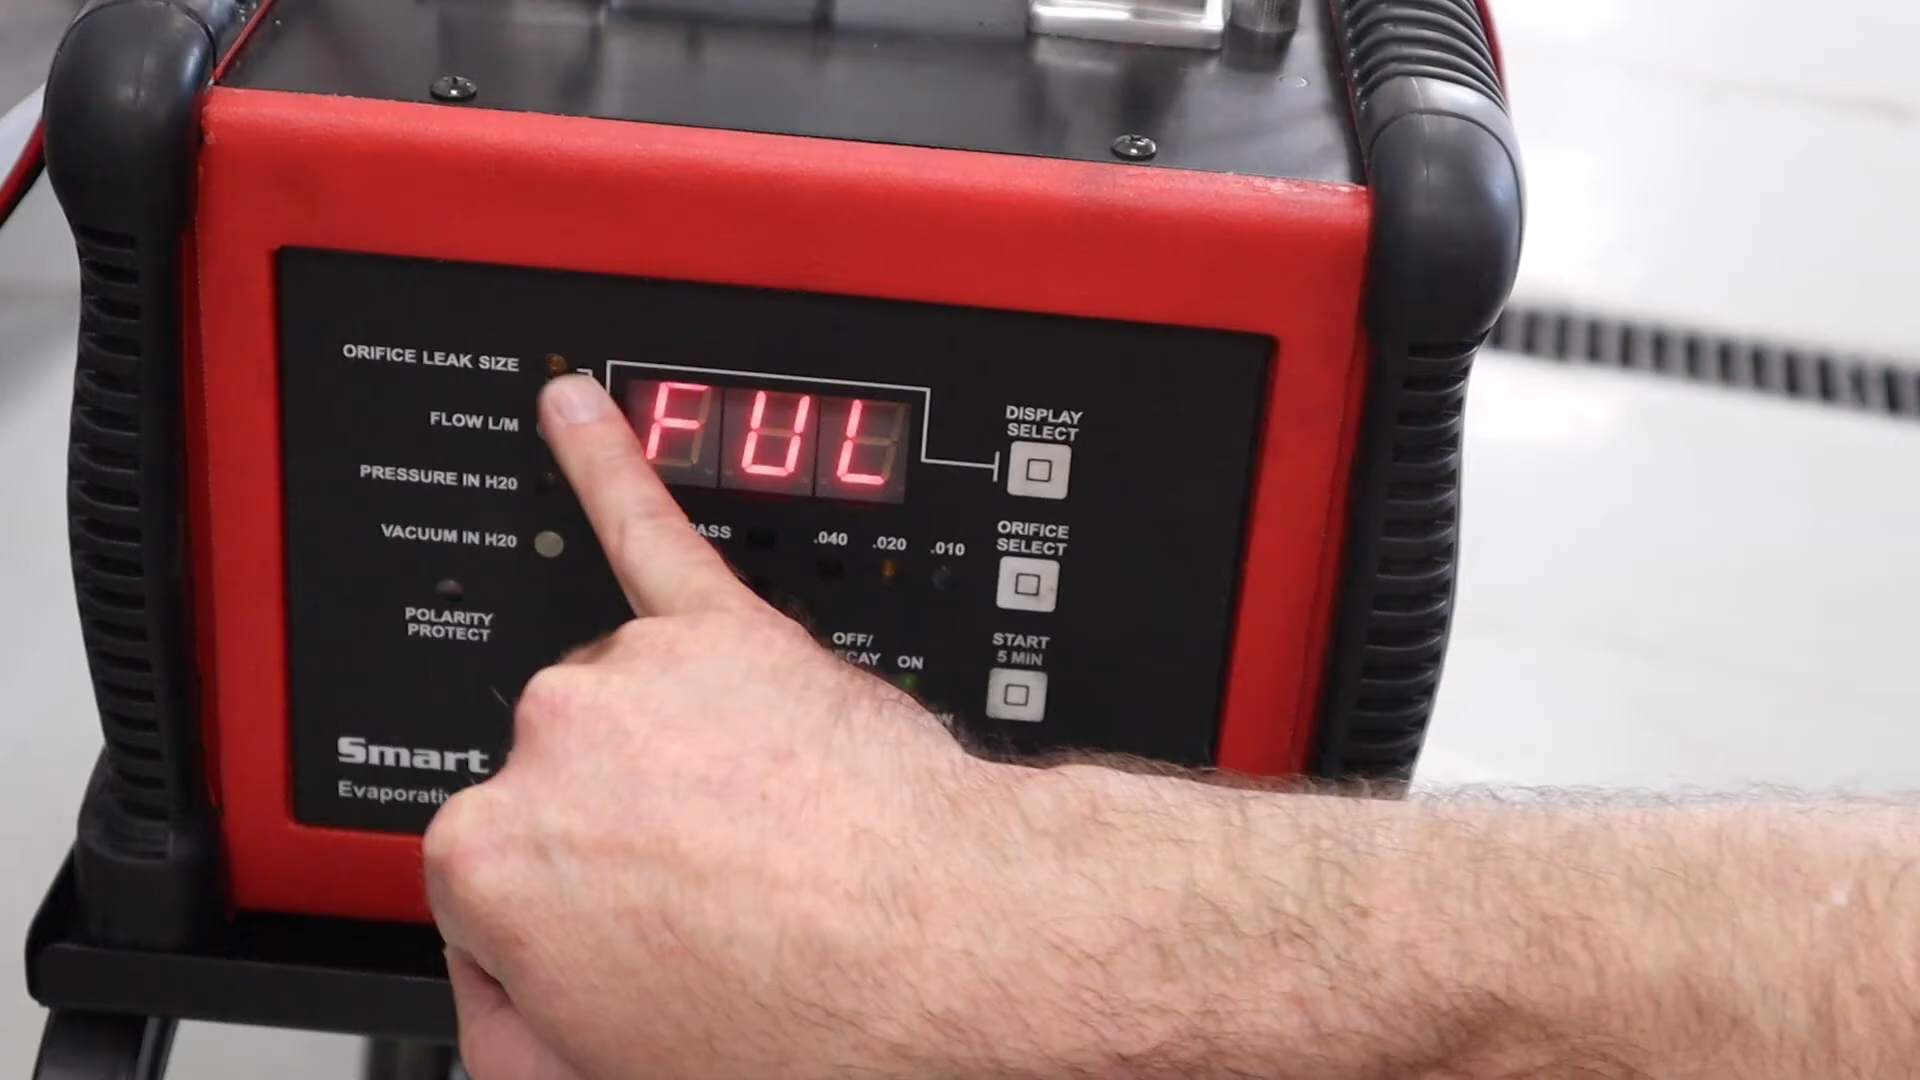 ORIFICE LEAK SIZE
FLOW L/M
PRESSURE IN H20
VACUUM IN H20
POLARITY
PROTECT
FUL
DISPLAY
SELECT
.040 .020 .010
ORIFICE
SELECT
OFF/
ON
START
5 MIN
Smart